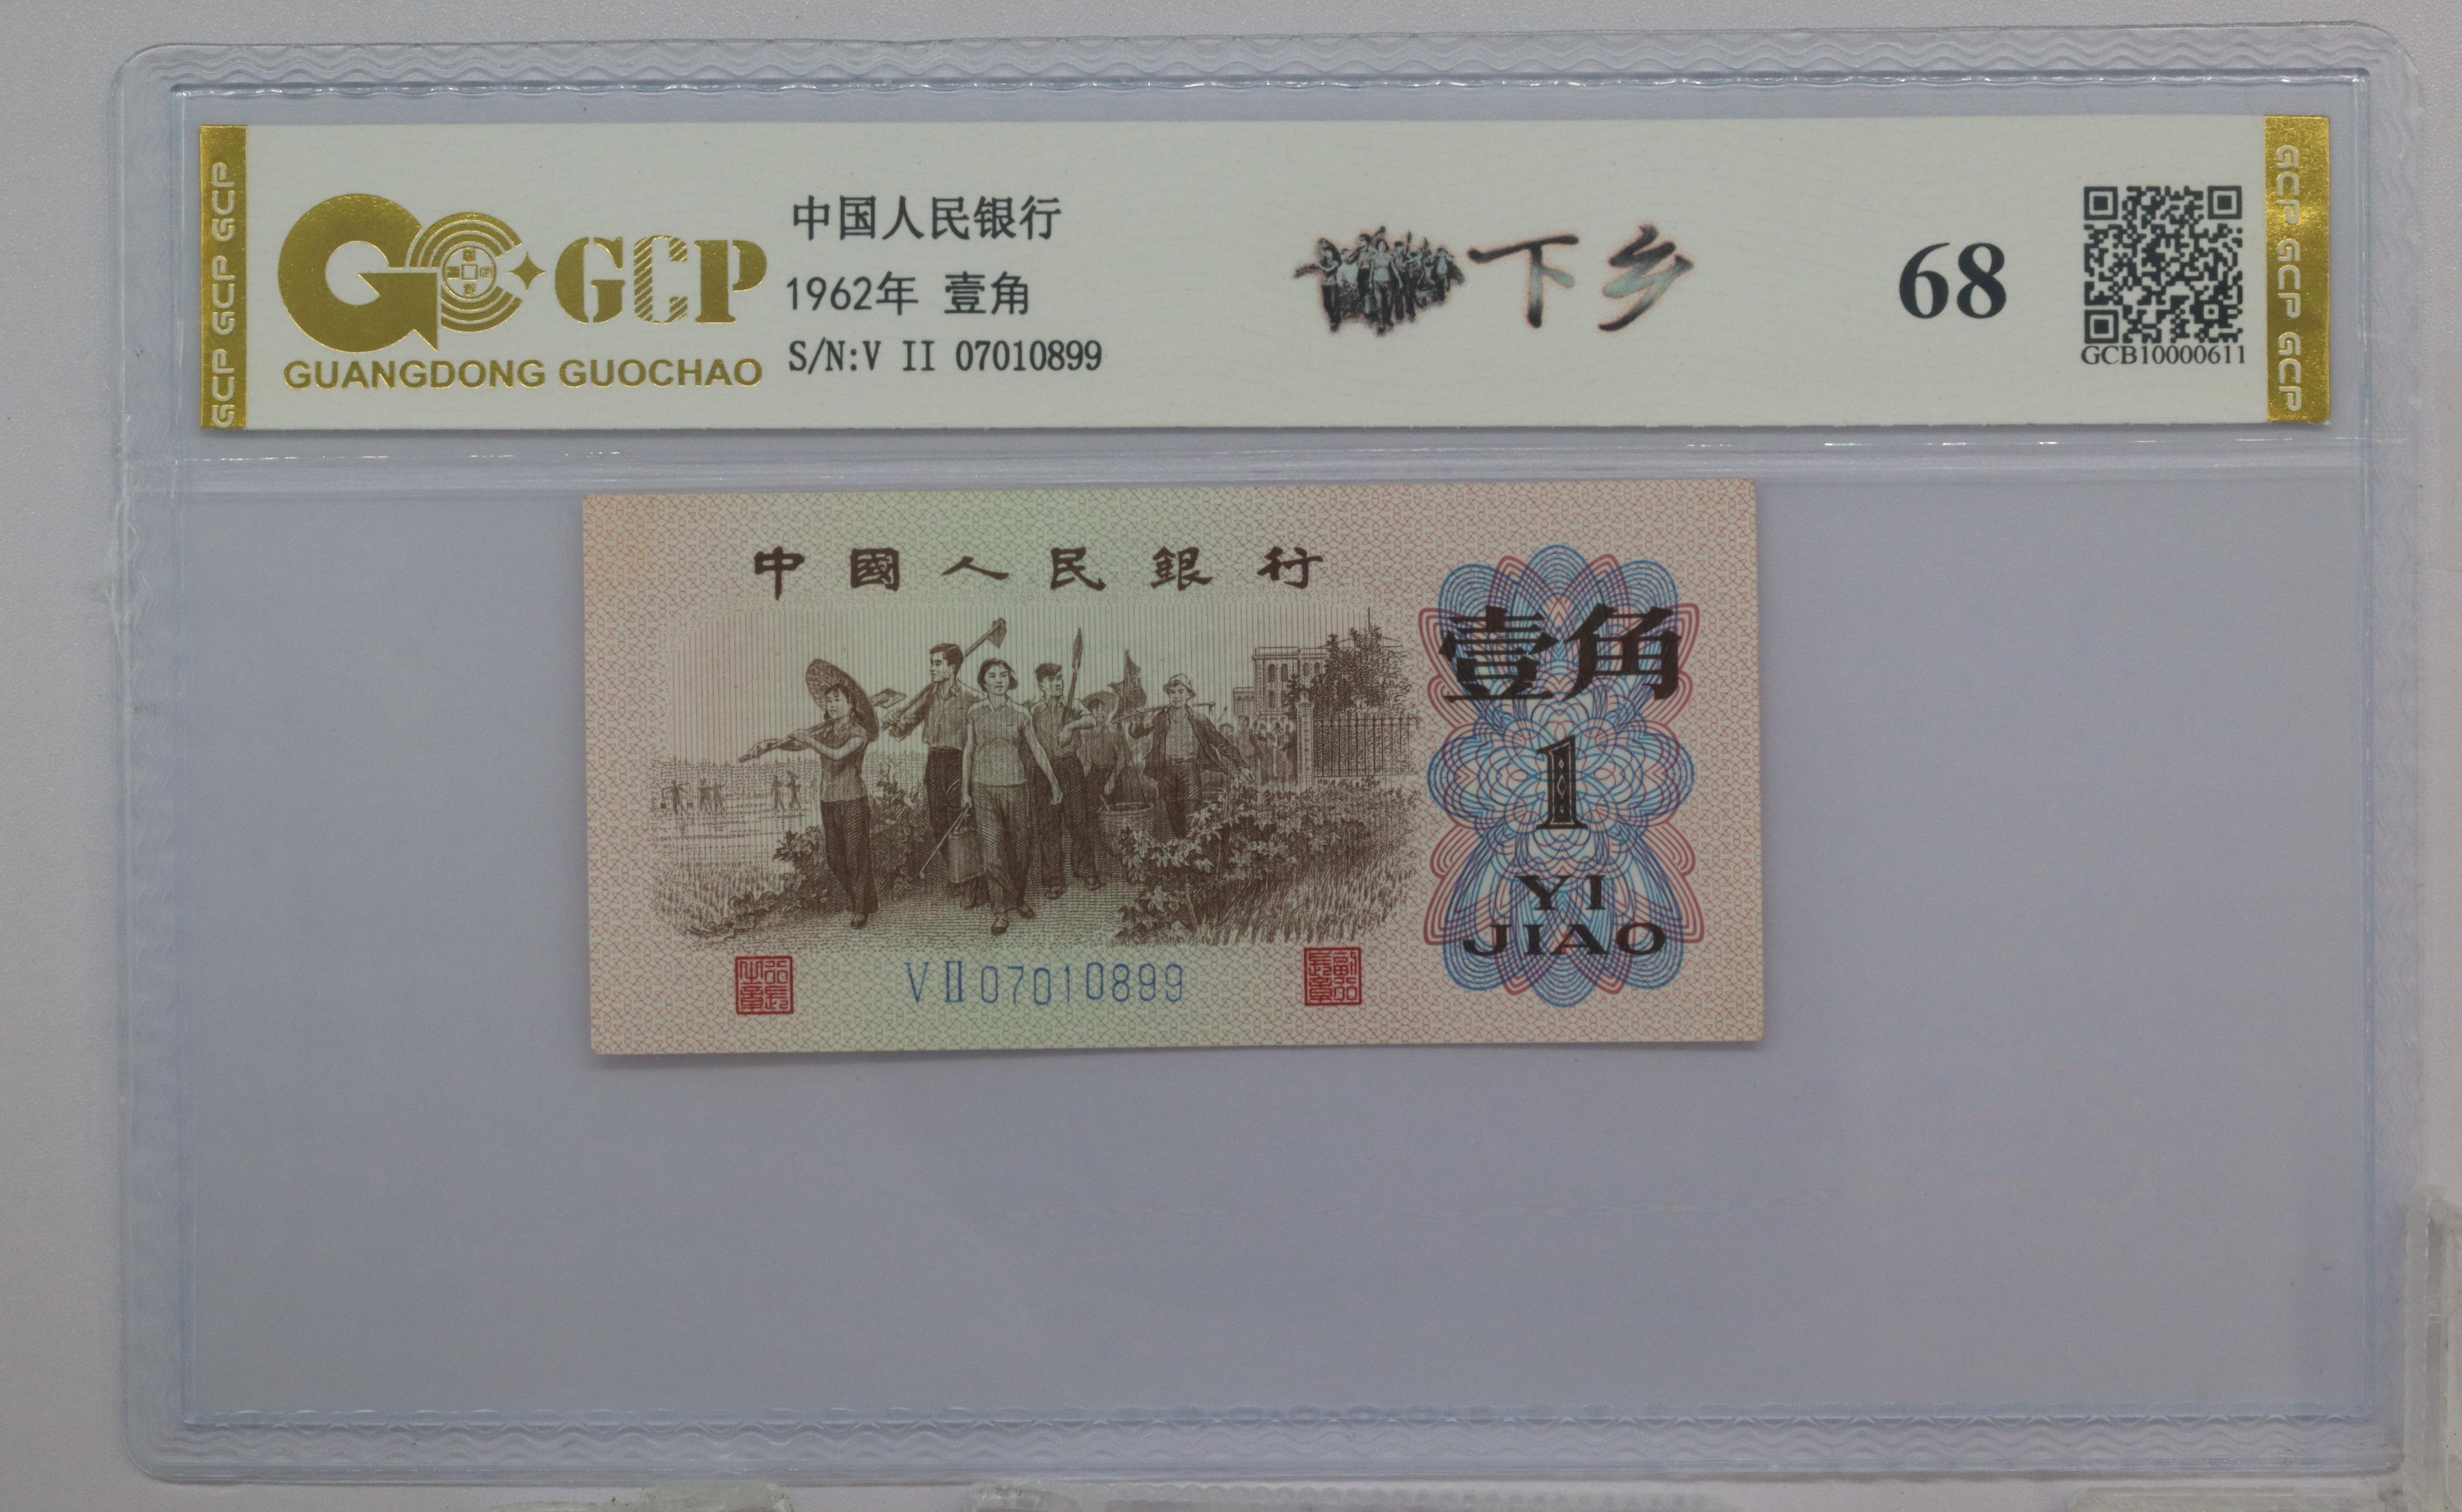 GCP GCP GCP
GCP
GUANGDONG GUOCHAO
中国人民银行
1962年 壹角
S/N:V II 07010899
下乡
68
GCB10000611
GCP GCP GCP
中國人民銀行
壹角
1
YI
JIAO
V II 07010899